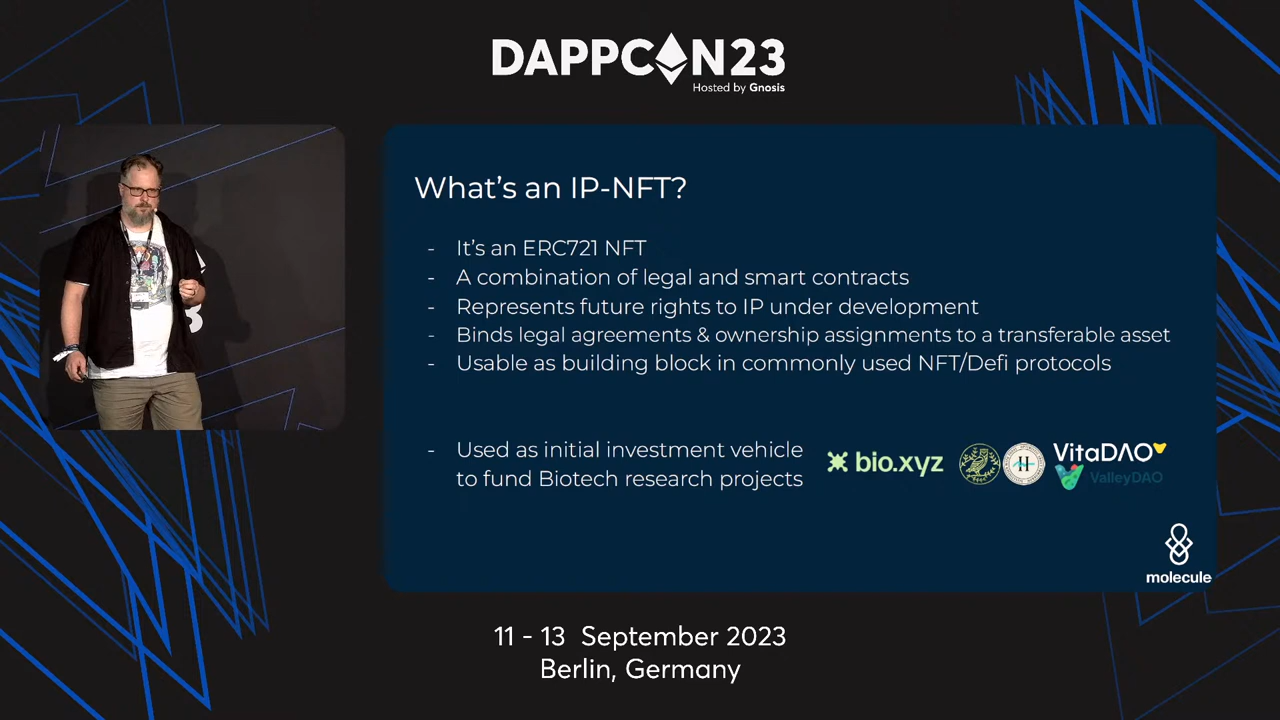 DAPPCON23
Hosted by Gnosis
What's an IP-NFT?
- It's an ERC721 NFT
- A combination of legal and smart contracts
- Represents future rights to IP under development
- Binds legal agreements & ownership assignments to a transferable asset
- Usable as building block in commonly used NFT/Defi protocols
- Used as initial investment vehicle
to fund Biotech research projects
bio.xyz
H
VitaDAO
ValleyDAO
molecule
11 - 13 September 2023
Berlin, Germany